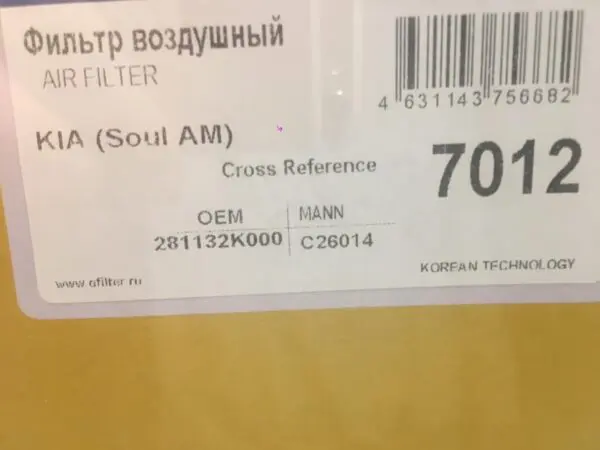 Фильтр воздушный
AIR FILTER
4 631143 756682
KIA (Soul AM)
Cross Reference
7012
OEM MANN
281132K000 C26014
www.afilter.ru
KOREAN TECHNOLOGY